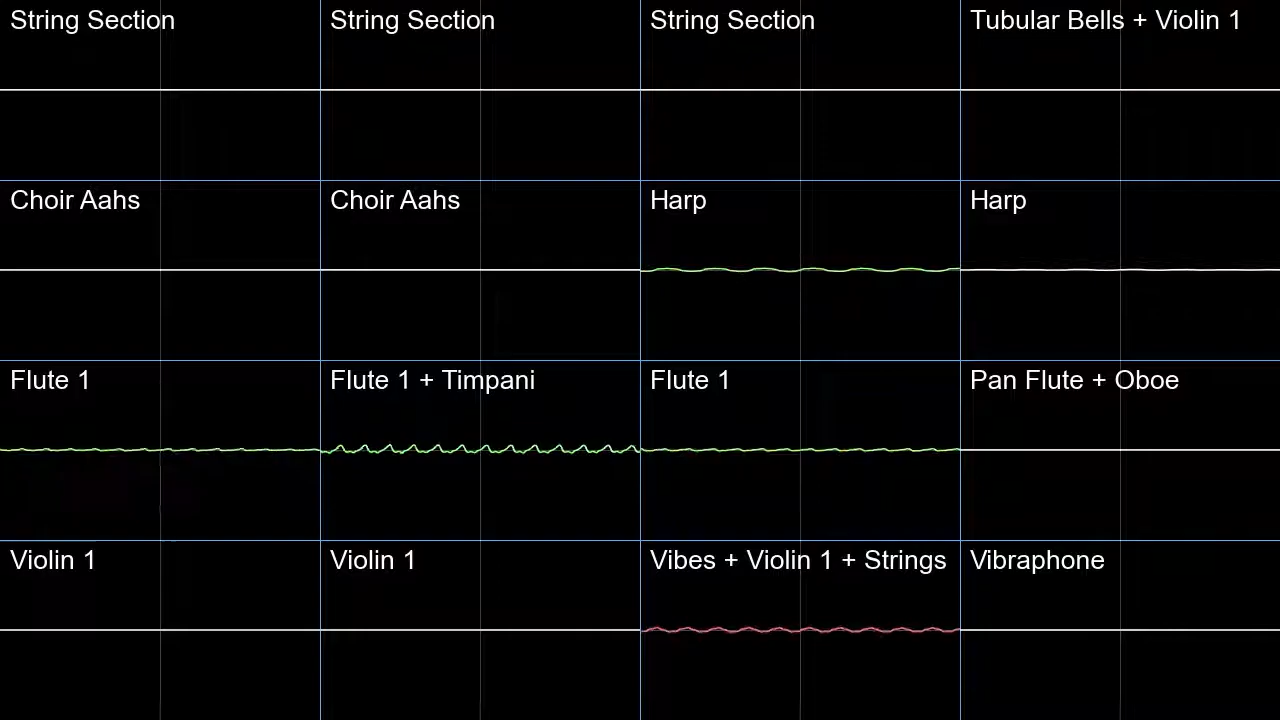 String Section
String Section
String Section
Tubular Bells + Violin 1
Choir Aahs
Choir Aahs
Harp
Harp
Flute 1
Flute 1 + Timpani
Flute 1
Pan Flute + Oboe
Violin 1
Violin 1
Vibes + Violin 1 + Strings
Vibraphone